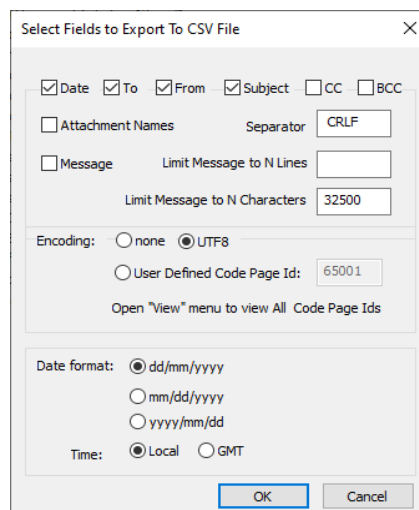 Select Fields to Export To CSV File
Date To From Subject CC BCC
Attachment Names Separator CRLF
Message Limit Message to N Lines
Limit Message to N Characters 32500
Encoding: none UTF8
User Defined Code Page Id: 65001
Open "View" menu to view All Code Page Ids
Date format: dd/mm/yyyy
mm/dd/yyyy
yyyy/mm/dd
Time: Local GMT
OK Cancel